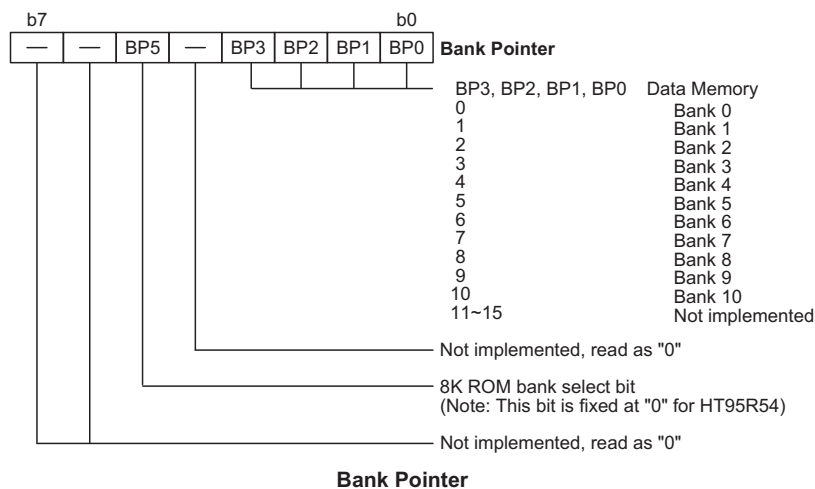 b7 b0
— — BP5 — BP3 BP2 BP1 BP0 Bank Pointer
BP3, BP2, BP1, BP0 Data Memory
0 Bank 0
1 Bank 1
2 Bank 2
3 Bank 3
4 Bank 4
5 Bank 5
6 Bank 6
7 Bank 7
8 Bank 8
9 Bank 9
10 Bank 10
11~15 Not implemented
Not implemented, read as "0"
8K ROM bank select bit
(Note: This bit is fixed at "0" for HT95R54)
Not implemented, read as "0"
Bank Pointer